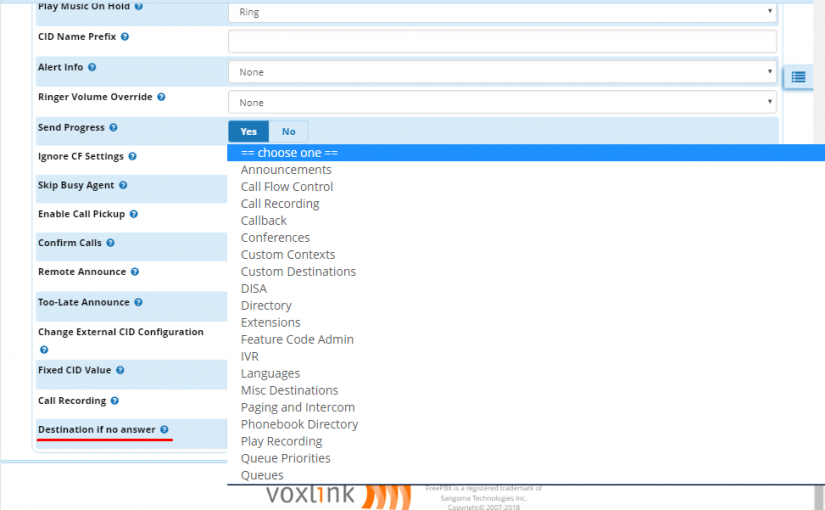 Play Music On Hold
Ring
CID Name Prefix
Alert Info
None
Ringer Volume Override
None
Send Progress
Yes No
Ignore CF Settings
Skip Busy Agent
Enable Call Pickup
Confirm Calls
Remote Announce
Too-Late Announce
Change External CID Configuration
Fixed CID Value
Call Recording
Destination if no answer
== choose one ==
Announcements
Call Flow Control
Call Recording
Callback
Conferences
Custom Contexts
Custom Destinations
DISA
Directory
Extensions
Feature Code Admin
IVR
Languages
Misc Destinations
Paging and Intercom
Phonebook Directory
Play Recording
Queue Priorities
Queues
voxlink
FreePBX is a registered trademark of
Sangoma Technologies Inc.
Copyright© 2007-2018